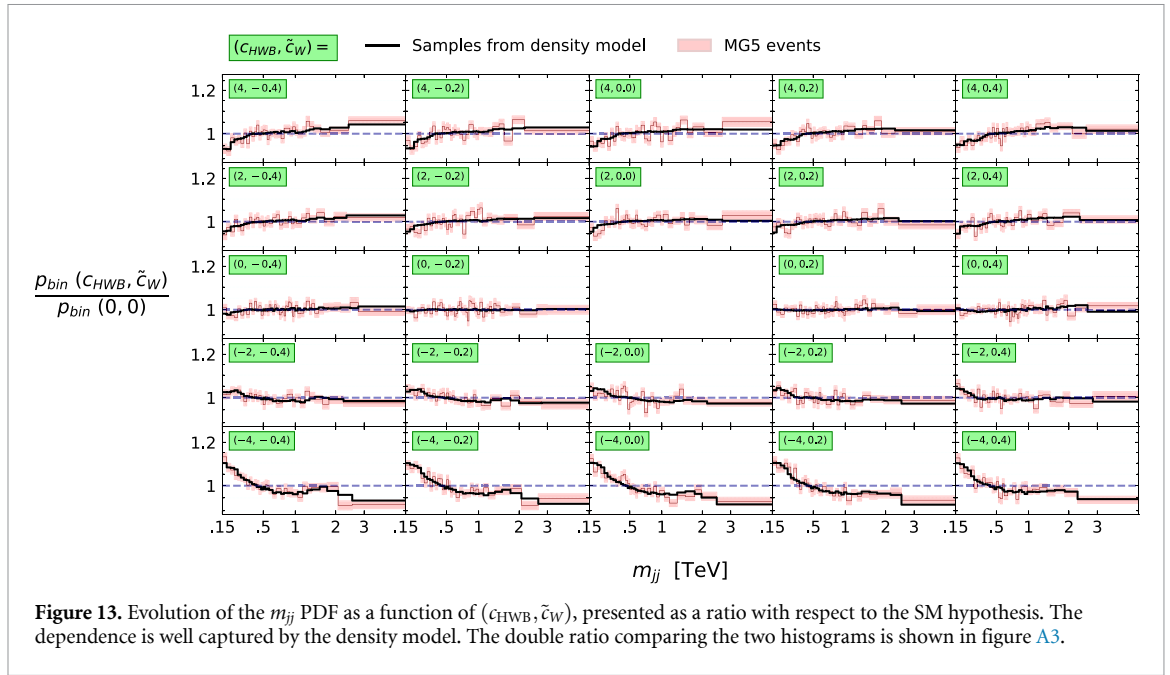 (c_HWB, c̃_W) = Samples from density model MG5 events
1.2
(4, −0.4) (4, −0.2) (4, 0.0) (4, 0.2) (4, 0.4)
1
1.2
(2, −0.4) (2, −0.2) (2, 0.0) (2, 0.2) (2, 0.4)
1
p_bin (c_HWB, c̃_W)
p_bin (0, 0)
1.2
(0, −0.4) (0, −0.2) (0, 0.2) (0, 0.4)
1
1.2
(−2, −0.4) (−2, −0.2) (−2, 0.0) (−2, 0.2) (−2, 0.4)
1
1.2
(−4, −0.4) (−4, −0.2) (−4, 0.0) (−4, 0.2) (−4, 0.4)
1
.15 .5 1 2 3 .15 .5 1 2 3 .15 .5 1 2 3 .15 .5 1 2 3 .15 .5 1 2 3
m_jj [TeV]
Figure 13. Evolution of the m_jj PDF as a function of (c_HWB, c̃_W), presented as a ratio with respect to the SM hypothesis. The
dependence is well captured by the density model. The double ratio comparing the two histograms is shown in figure A3.